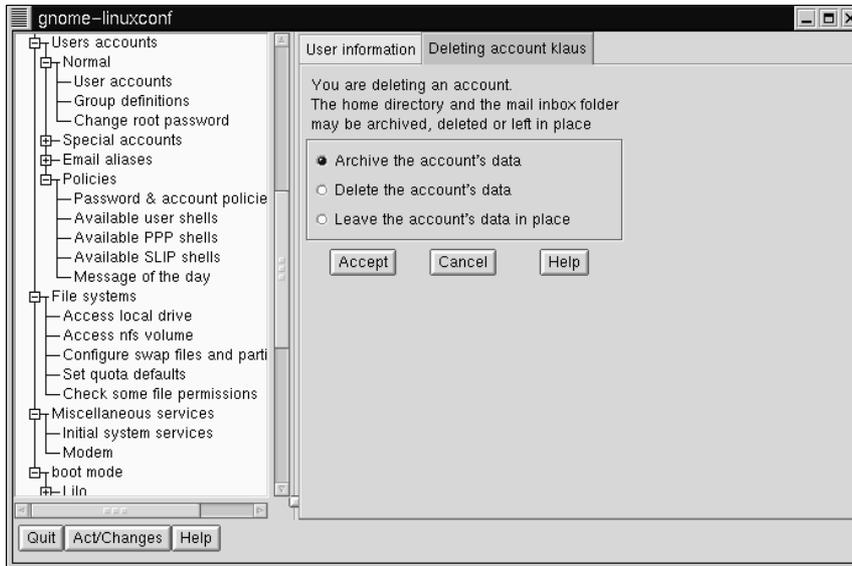 gnome-linuxconf
Users accounts
Normal
User accounts
Group definitions
Change root password
Special accounts
Email aliases
Policies
Password & account policie
Available user shells
Available PPP shells
Available SLIP shells
Message of the day
File systems
Access local drive
Access nfs volume
Configure swap files and parti
Set quota defaults
Check some file permissions
Miscellaneous services
Initial system services
Modem
boot mode
Lilo
User information
Deleting account klaus
You are deleting an account.
The home directory and the mail inbox folder
may be archived, deleted or left in place
Archive the account's data
Delete the account's data
Leave the account's data in place
Accept
Cancel
Help
Quit
Act/Changes
Help